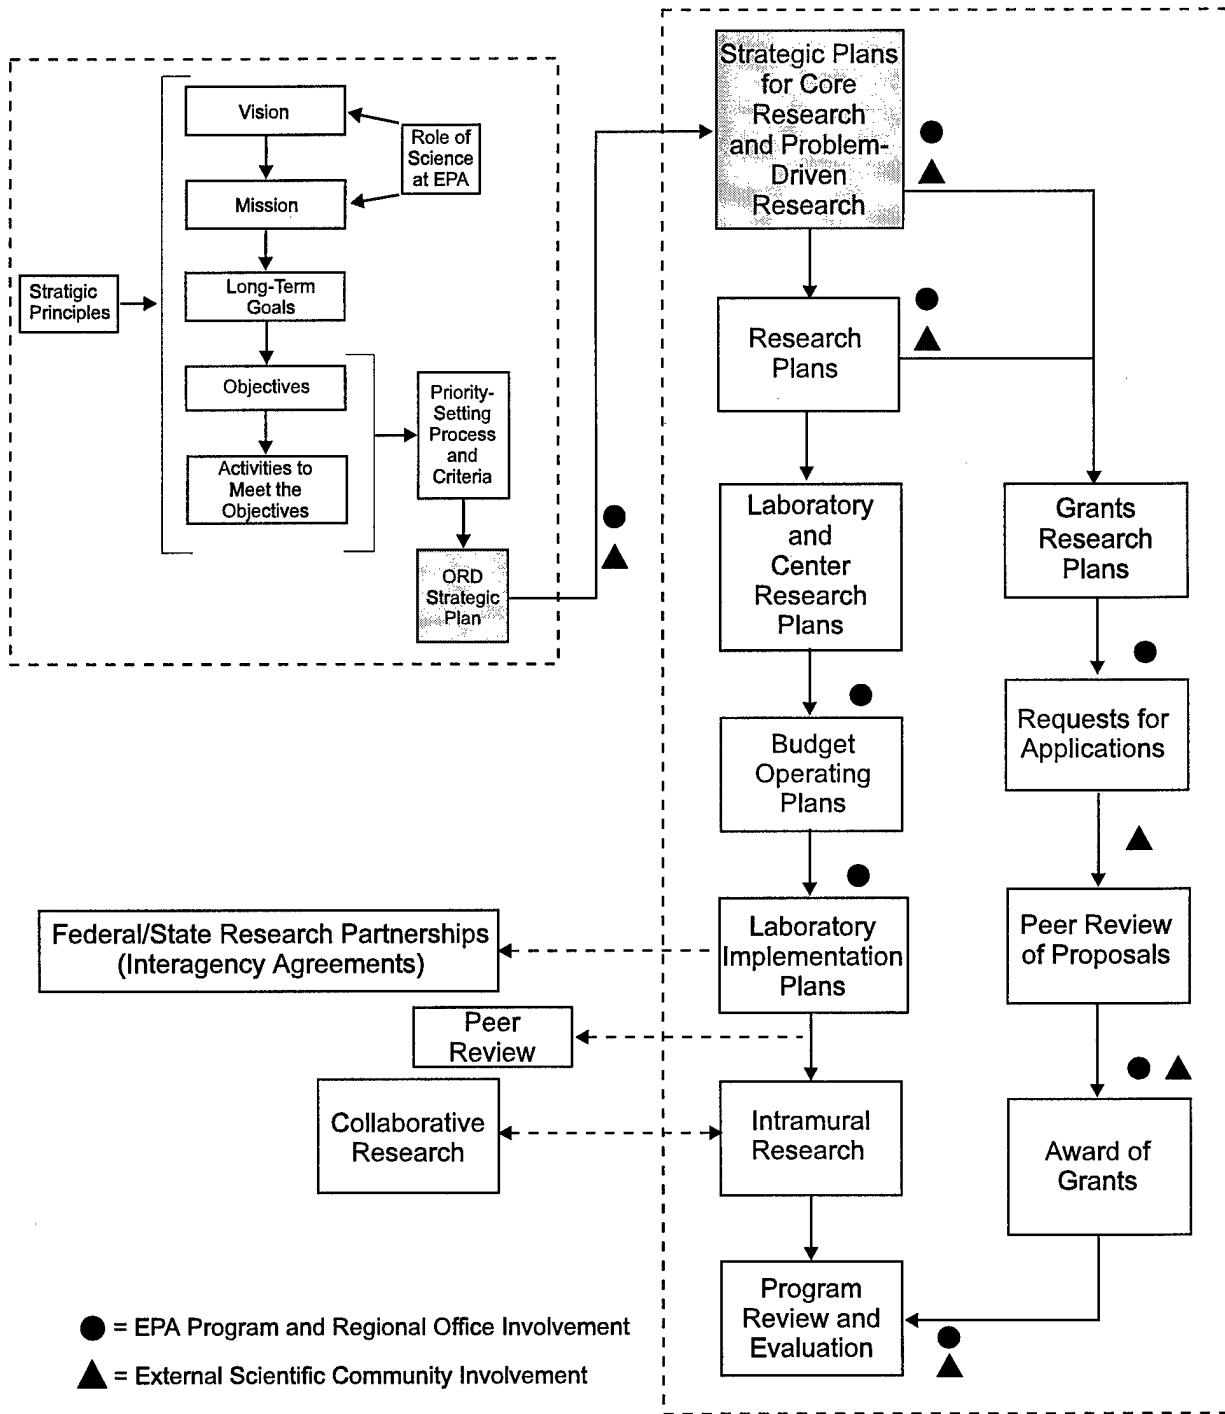 Vision
Role of
Science
at EPA
Mission
Stratigic
Principles
Long-Term
Goals
Objectives
Activities to
Meet the
Objectives
Priority-
Setting
Process
and
Criteria
ORD
Strategic
Plan
Strategic Plans
for Core
Research
and Problem-
Driven
Research
Research
Plans
Laboratory
and
Center
Research
Plans
Grants
Research
Plans
Budget
Operating
Plans
Requests for
Applications
Laboratory
Implementation
Plans
Peer Review
of Proposals
Federal/State Research Partnerships
(Interagency Agreements)
Peer
Review
Collaborative
Research
Intramural
Research
Award of
Grants
Program
Review and
Evaluation
= EPA Program and Regional Office Involvement
= External Scientific Community Involvement